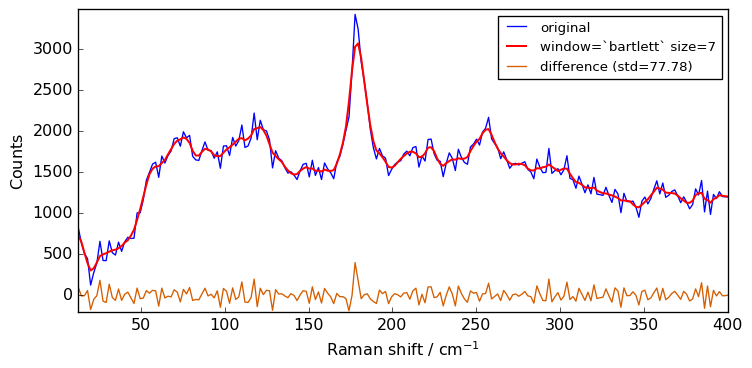 original
window=`bartlett` size=7
difference (std=77.78)
Counts
3000
2500
2000
1500
1000
500
0
50 100 150 200 250 300 350 400
Raman shift / cm⁻¹